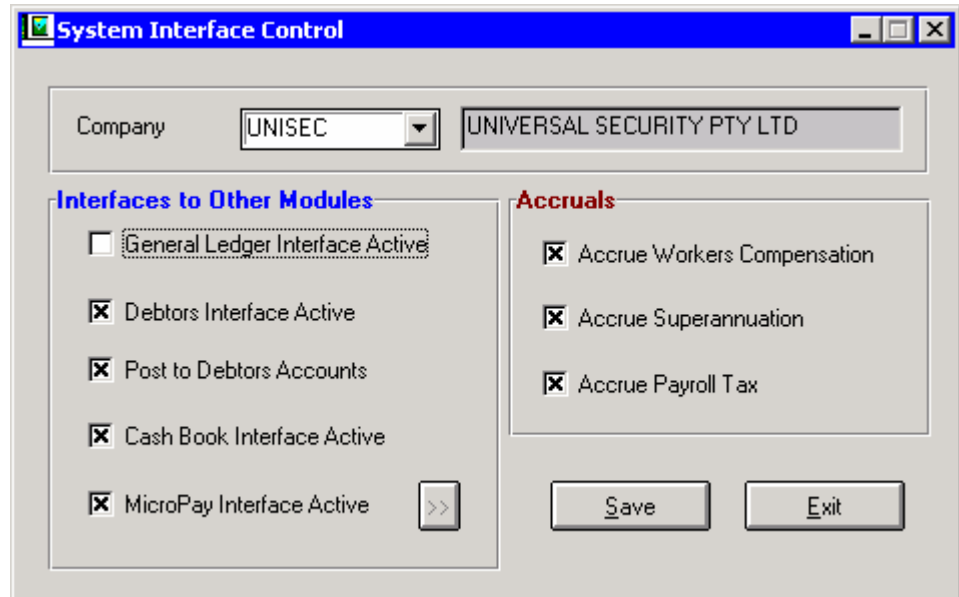 System Interface Control
Company UNISEC UNIVERSAL SECURITY PTY LTD
Interfaces to Other Modules
General Ledger Interface Active
Debtors Interface Active
Post to Debtors Accounts
Cash Book Interface Active
MicroPay Interface Active >>
Accruals
Accrue Workers Compensation
Accrue Superannuation
Accrue Payroll Tax
Save Exit